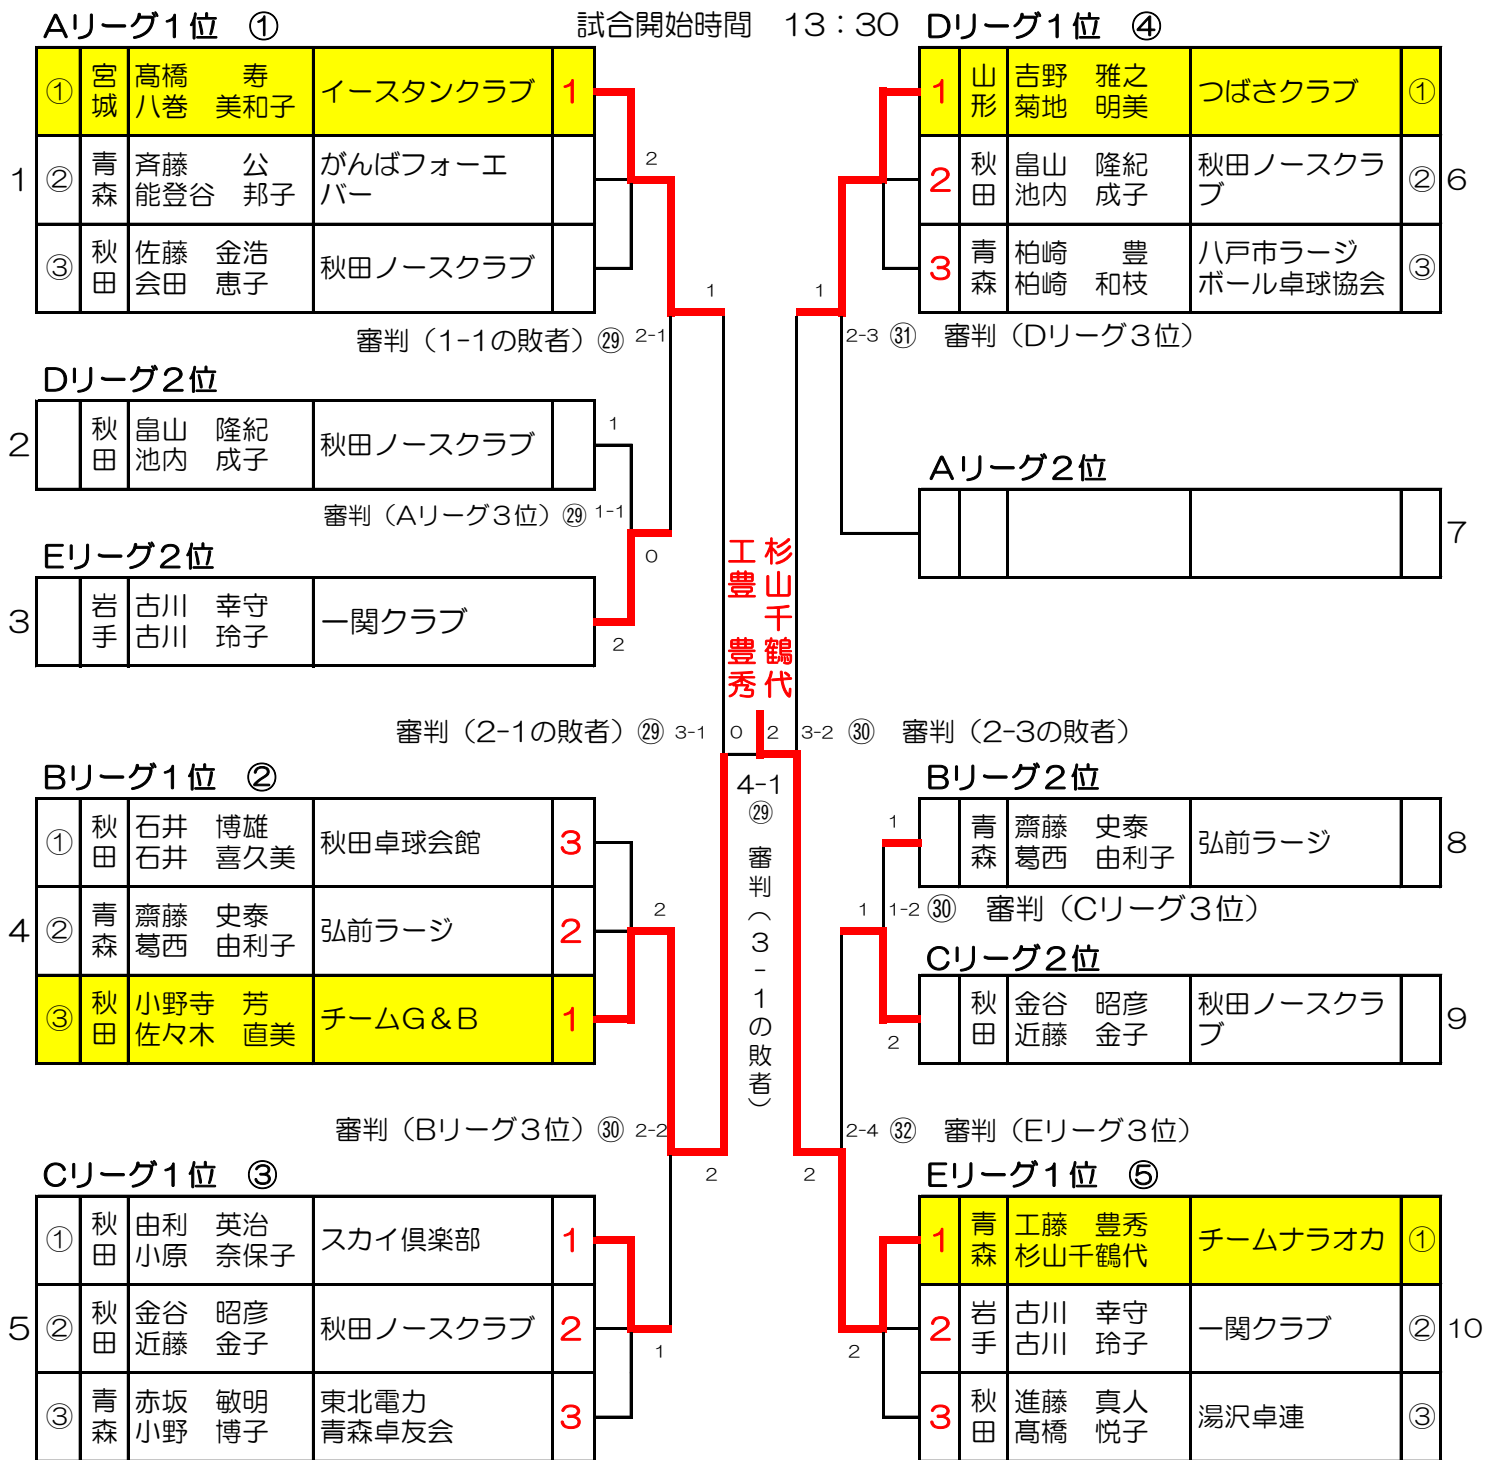 試合開始時間　13：30
Aリーグ1位　①
1
① 宮城 髙橋　寿 イースタンクラブ 1
八巻　美和子
② 青森 斉藤　公 がんばフォーエ
能登谷　邦子 バー
③ 秋田 佐藤　金浩 秋田ノースクラブ
会田　恵子
2
1
審判（1-1の敗者）㉙ 2-1
Dリーグ2位
2
秋田 畠山　隆紀 秋田ノースクラブ
池内　成子
1
審判（Aリーグ3位）㉙ 1-1
0
Eリーグ2位
3
岩手 古川　幸守 一関クラブ
古川　玲子
2
審判（2-1の敗者）㉙ 3-1
Bリーグ1位　②
4
① 秋田 石井　博雄 秋田卓球会館 3
石井　喜久美
② 青森 齋藤　史泰 弘前ラージ 2
葛西　由利子
③ 秋田 小野寺　芳 チームG＆B 1
佐々木　直美
2
審判（Bリーグ3位）㉚ 2-2
2
Cリーグ1位　③
5
① 秋田 由利　英治 スカイ倶楽部 1
小原　奈保子
② 秋田 金谷　昭彦 秋田ノースクラブ 2
近藤　金子
③ 青森 赤坂　敏明 東北電力 3
小野　博子 青森卓友会
1
杉山千鶴代
工豊　豊秀
0 2
4-1
㉙
審判（3-1の敗者）
Dリーグ1位　④
1 山形 吉野　雅之 つばさクラブ ①
菊地　明美
2 秋田 畠山　隆紀 秋田ノースクラ ②
池内　成子 ブ
3 青森 柏崎　豊 八戸市ラージ ③
柏崎　和枝 ボール卓球協会
6
1
2-3 ㉛　審判（Dリーグ3位）
Aリーグ2位
7
3-2 ㉚　審判（2-3の敗者）
Bリーグ2位
青森 齋藤　史泰 弘前ラージ
葛西　由利子
8
1
1 1-2 ㉚　審判（Cリーグ3位）
Cリーグ2位
秋田 金谷　昭彦 秋田ノースクラ
近藤　金子 ブ
9
2
2-4 ㉜　審判（Eリーグ3位）
2
Eリーグ1位　⑤
1 青森 工藤　豊秀 チームナラオカ ①
杉山千鶴代
2 岩手 古川　幸守 一関クラブ ②
古川　玲子
3 秋田 進藤　真人 湯沢卓連 ③
髙橋　悦子
10
2